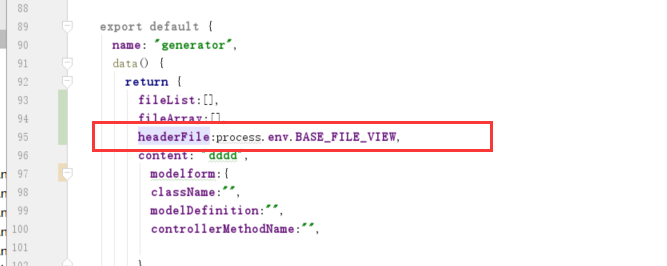 88
89 export default {
90 name: "generator",
91 data() {
92 return {
93 fileList:[],
94 fileArray:[]
95 headerFile:process.env.BASE_FILE_VIEW,
96 content: "dddd",
97 modelform:{
98 className:"",
99 modelDefinition:"",
100 controllerMethodName:"",
101
102 }